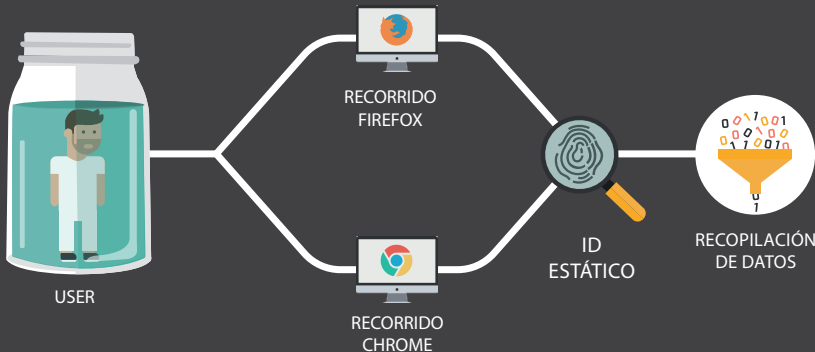 RECORRIDO
FIREFOX
USER
ID
ESTÁTICO
RECOPILACIÓN
DE DATOS
RECORRIDO
CHROME